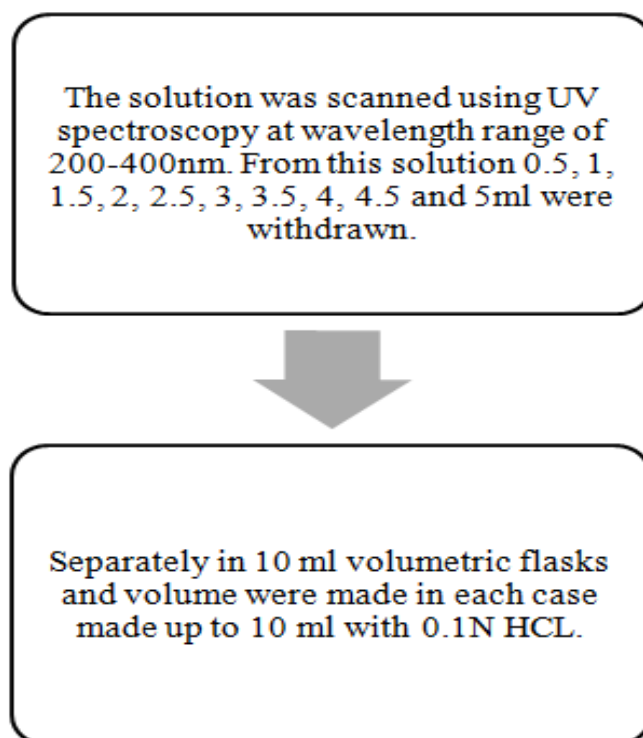 The solution was scanned using UV
spectroscopy at wavelength range of
200-400nm. From this solution 0.5, 1,
1.5, 2, 2.5, 3, 3.5, 4, 4.5 and 5ml were
withdrawn.
Separately in 10 ml volumetric flasks
and volume were made in each case
made up to 10 ml with 0.1N HCL.